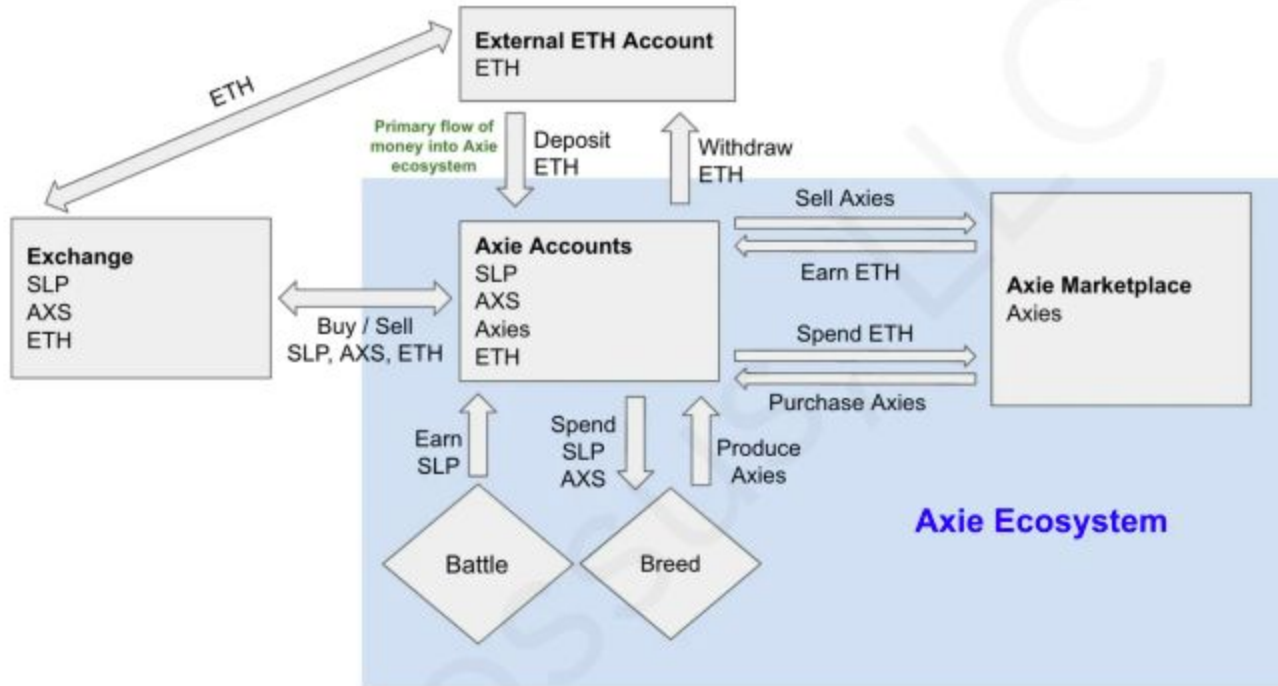 External ETH Account
ETH
ETH
Primary flow of
money into Axie
ecosystem
Deposit
ETH
Withdraw
ETH
Exchange
SLP
AXS
ETH
Buy / Sell
SLP, AXS, ETH
Axie Accounts
SLP
AXS
Axies
ETH
Sell Axies
Earn ETH
Spend ETH
Purchase Axies
Axie Marketplace
Axies
Earn
SLP
Spend
SLP
AXS
Produce
Axies
Battle
Breed
Axie Ecosystem
LLC